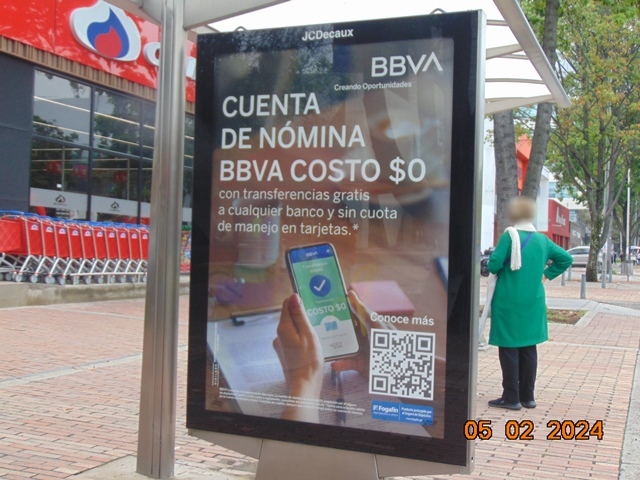 JCDecaux
BBVA
Creando Oportunidades
CUENTA
DE NÓMINA
BBVA COSTO $0
con transferencias gratis
a cualquier banco y sin cuota
de manejo en tarjetas.*
BBVA
COSTO $0
Conoce más
Fogafín
05 02 2024